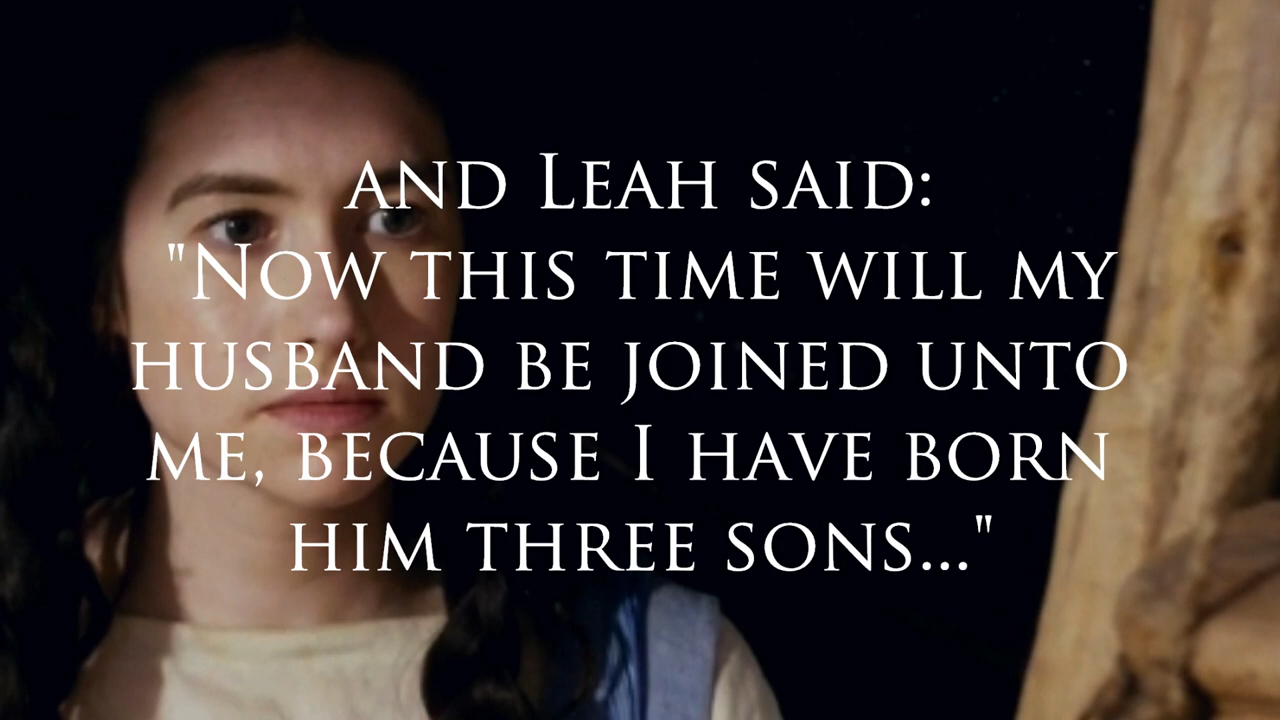 and Leah said:
"Now this time will my
husband be joined unto
me, because I have born
him three sons..."